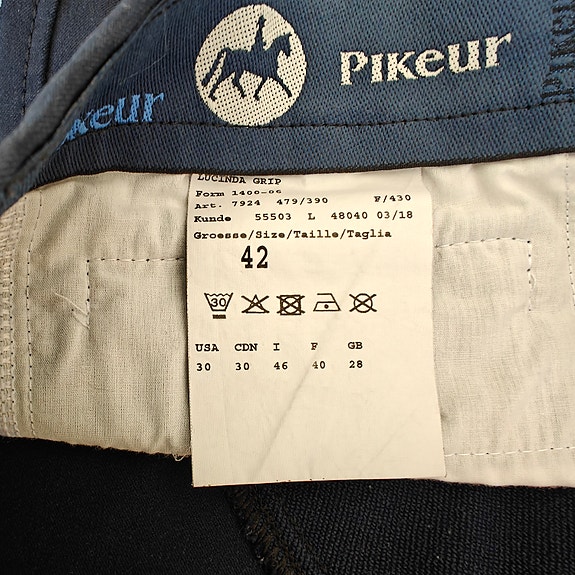 PIKEUR
LUCINDA GRIP
Form 1400-06
Art. 7924 479/390 F/430
Kunde 55503 L 48040 03/18
Groesse/Size/Taille/Taglia
42
30
USA CDN I F GB
30 30 46 40 28